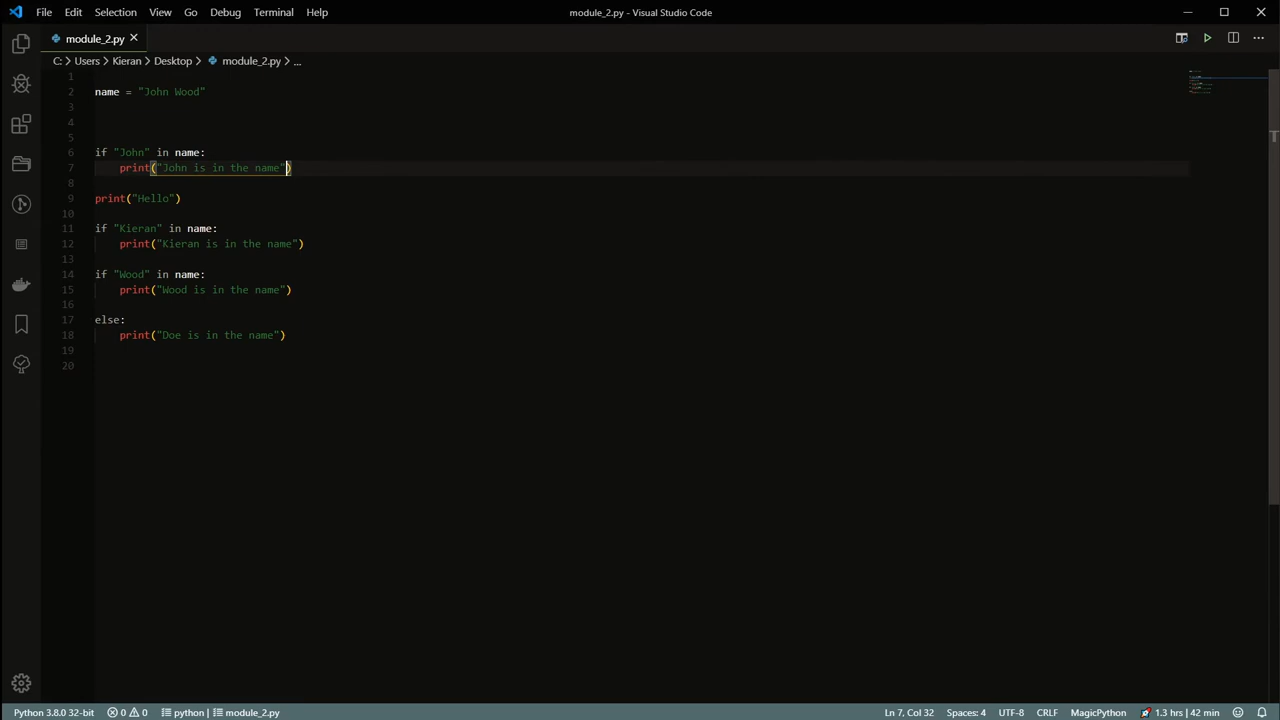 File Edit Selection View Go Debug Terminal Help
module_2.py - Visual Studio Code
module_2.py
C: > Users > Kieran > Desktop > module_2.py > ...
1
2 name = "John Wood"
3
4
5
6 if "John" in name:
7 print("John is in the name")
8
9 print("Hello")
10
11 if "Kieran" in name:
12 print("Kieran is in the name")
13
14 if "Wood" in name:
15 print("Wood is in the name")
16
17 else:
18 print("Doe is in the name")
19
20
Python 3.8.0 32-bit 0 0 python | module_2.py Ln 7, Col 32 Spaces: 4 UTF-8 CRLF MagicPython 1.3 hrs | 42 min